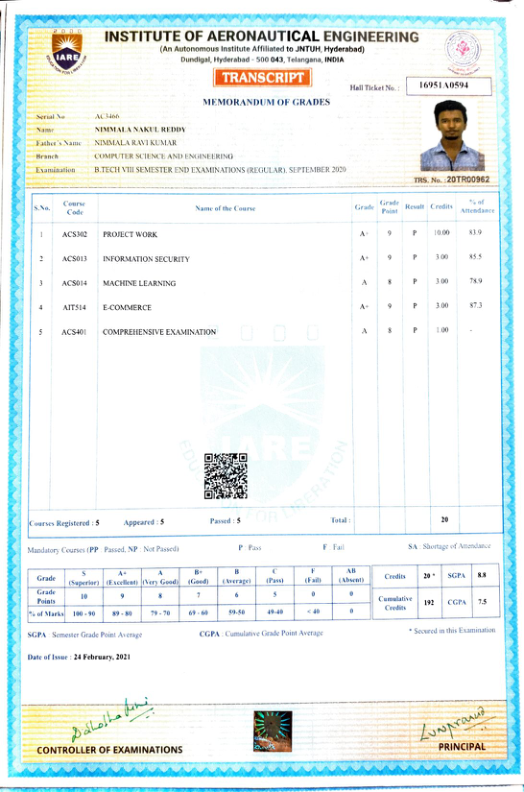 2000
IARE
EDUCATION FOR LIBERATION
INSTITUTE OF AERONAUTICAL ENGINEERING
(An Autonomous Institute Affiliated to JNTUH, Hyderabad)
Dundigal, Hyderabad - 500 043, Telangana, INDIA
TRANSCRIPT
Hall Ticket No. : 16951A0594
MEMORANDUM OF GRADES
Serial No AC3466
Name NIMMALA NAKUL REDDY
Father's Name NIMMALA RAVI KUMAR
Branch COMPUTER SCIENCE AND ENGINEERING
Examination B.TECH VIII SEMESTER END EXAMINATIONS (REGULAR), SEPTEMBER 2020
TRS. No. :20TR00962
S.No. Course Code Name of the Course Grade Grade Point Result Credits % of Attendance
1 ACS302 PROJECT WORK A+ 9 P 10.00 83.9
2 ACS013 INFORMATION SECURITY A+ 9 P 3.00 85.5
3 ACS014 MACHINE LEARNING A 8 P 3.00 78.9
4 AIT514 E-COMMERCE A+ 9 P 3.00 87.3
5 ACS401 COMPREHENSIVE EXAMINATION A 8 P 1.00 -
2000
IARE
EDUCATION FOR LIBERATION
Courses Registered : 5 Appeared : 5 Passed : 5 Total : 20
Mandatory Courses (PP : Passed, NP : Not Passed) P : Pass F : Fail SA : Shortage of Attendance
Grade S (Superior) A+ (Excellent) A (Very Good) B+ (Good) B (Average) C (Pass) F (Fail) AB (Absent)
Grade Points 10 9 8 7 6 5 0 0
% of Marks 100 - 90 89 - 80 79 - 70 69 - 60 59-50 49-40 < 40 0
Credits 20 * SGPA 8.8
Cumulative Credits 192 CGPA 7.5
SGPA : Semester Grade Point Average CGPA : Cumulative Grade Point Average * Secured in this Examination
Date of Issue : 24 February, 2021
CONTROLLER OF EXAMINATIONS
PRINCIPAL